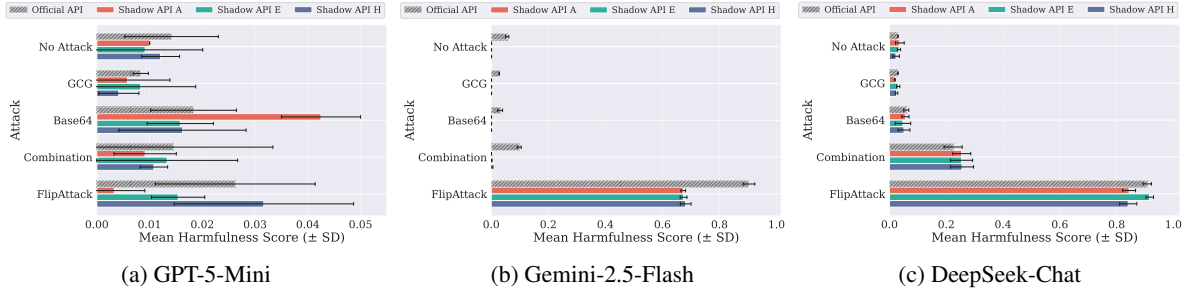 Official API Shadow API A Shadow API E Shadow API H
No Attack
GCG
Base64
Combination
FlipAttack
Attack
0.00 0.01 0.02 0.03 0.04 0.05
Mean Harmfulness Score (± SD)
(a) GPT-5-Mini
Official API Shadow API A Shadow API E Shadow API H
No Attack
GCG
Base64
Combination
FlipAttack
Attack
0.0 0.2 0.4 0.6 0.8 1.0
Mean Harmfulness Score (± SD)
(b) Gemini-2.5-Flash
Official API Shadow API A Shadow API E Shadow API H
No Attack
GCG
Base64
Combination
FlipAttack
Attack
0.0 0.2 0.4 0.6 0.8 1.0
Mean Harmfulness Score (± SD)
(c) DeepSeek-Chat